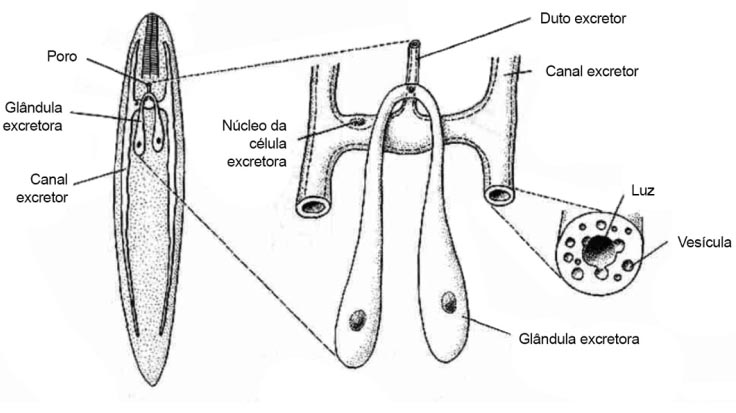 Poro
Glândula
excretora
Canal
excretor
Duto excretor
Canal excretor
Núcleo da
célula
excretora
Luz
Vesícula
Glândula excretora